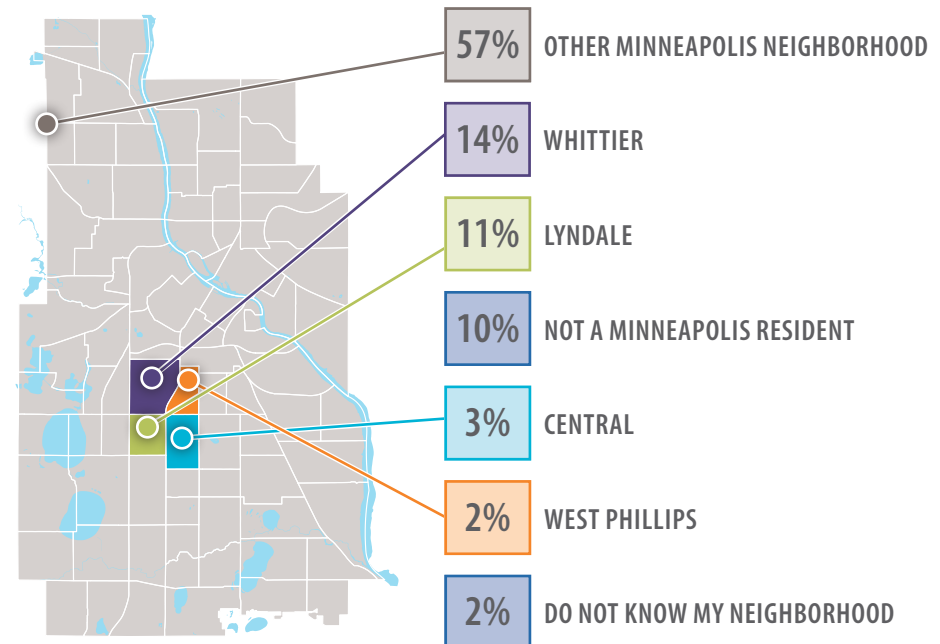 57% OTHER MINNEAPOLIS NEIGHBORHOOD
14% WHITTIER
11% LYNDALE
10% NOT A MINNEAPOLIS RESIDENT
3% CENTRAL
2% WEST PHILLIPS
2% DO NOT KNOW MY NEIGHBORHOOD